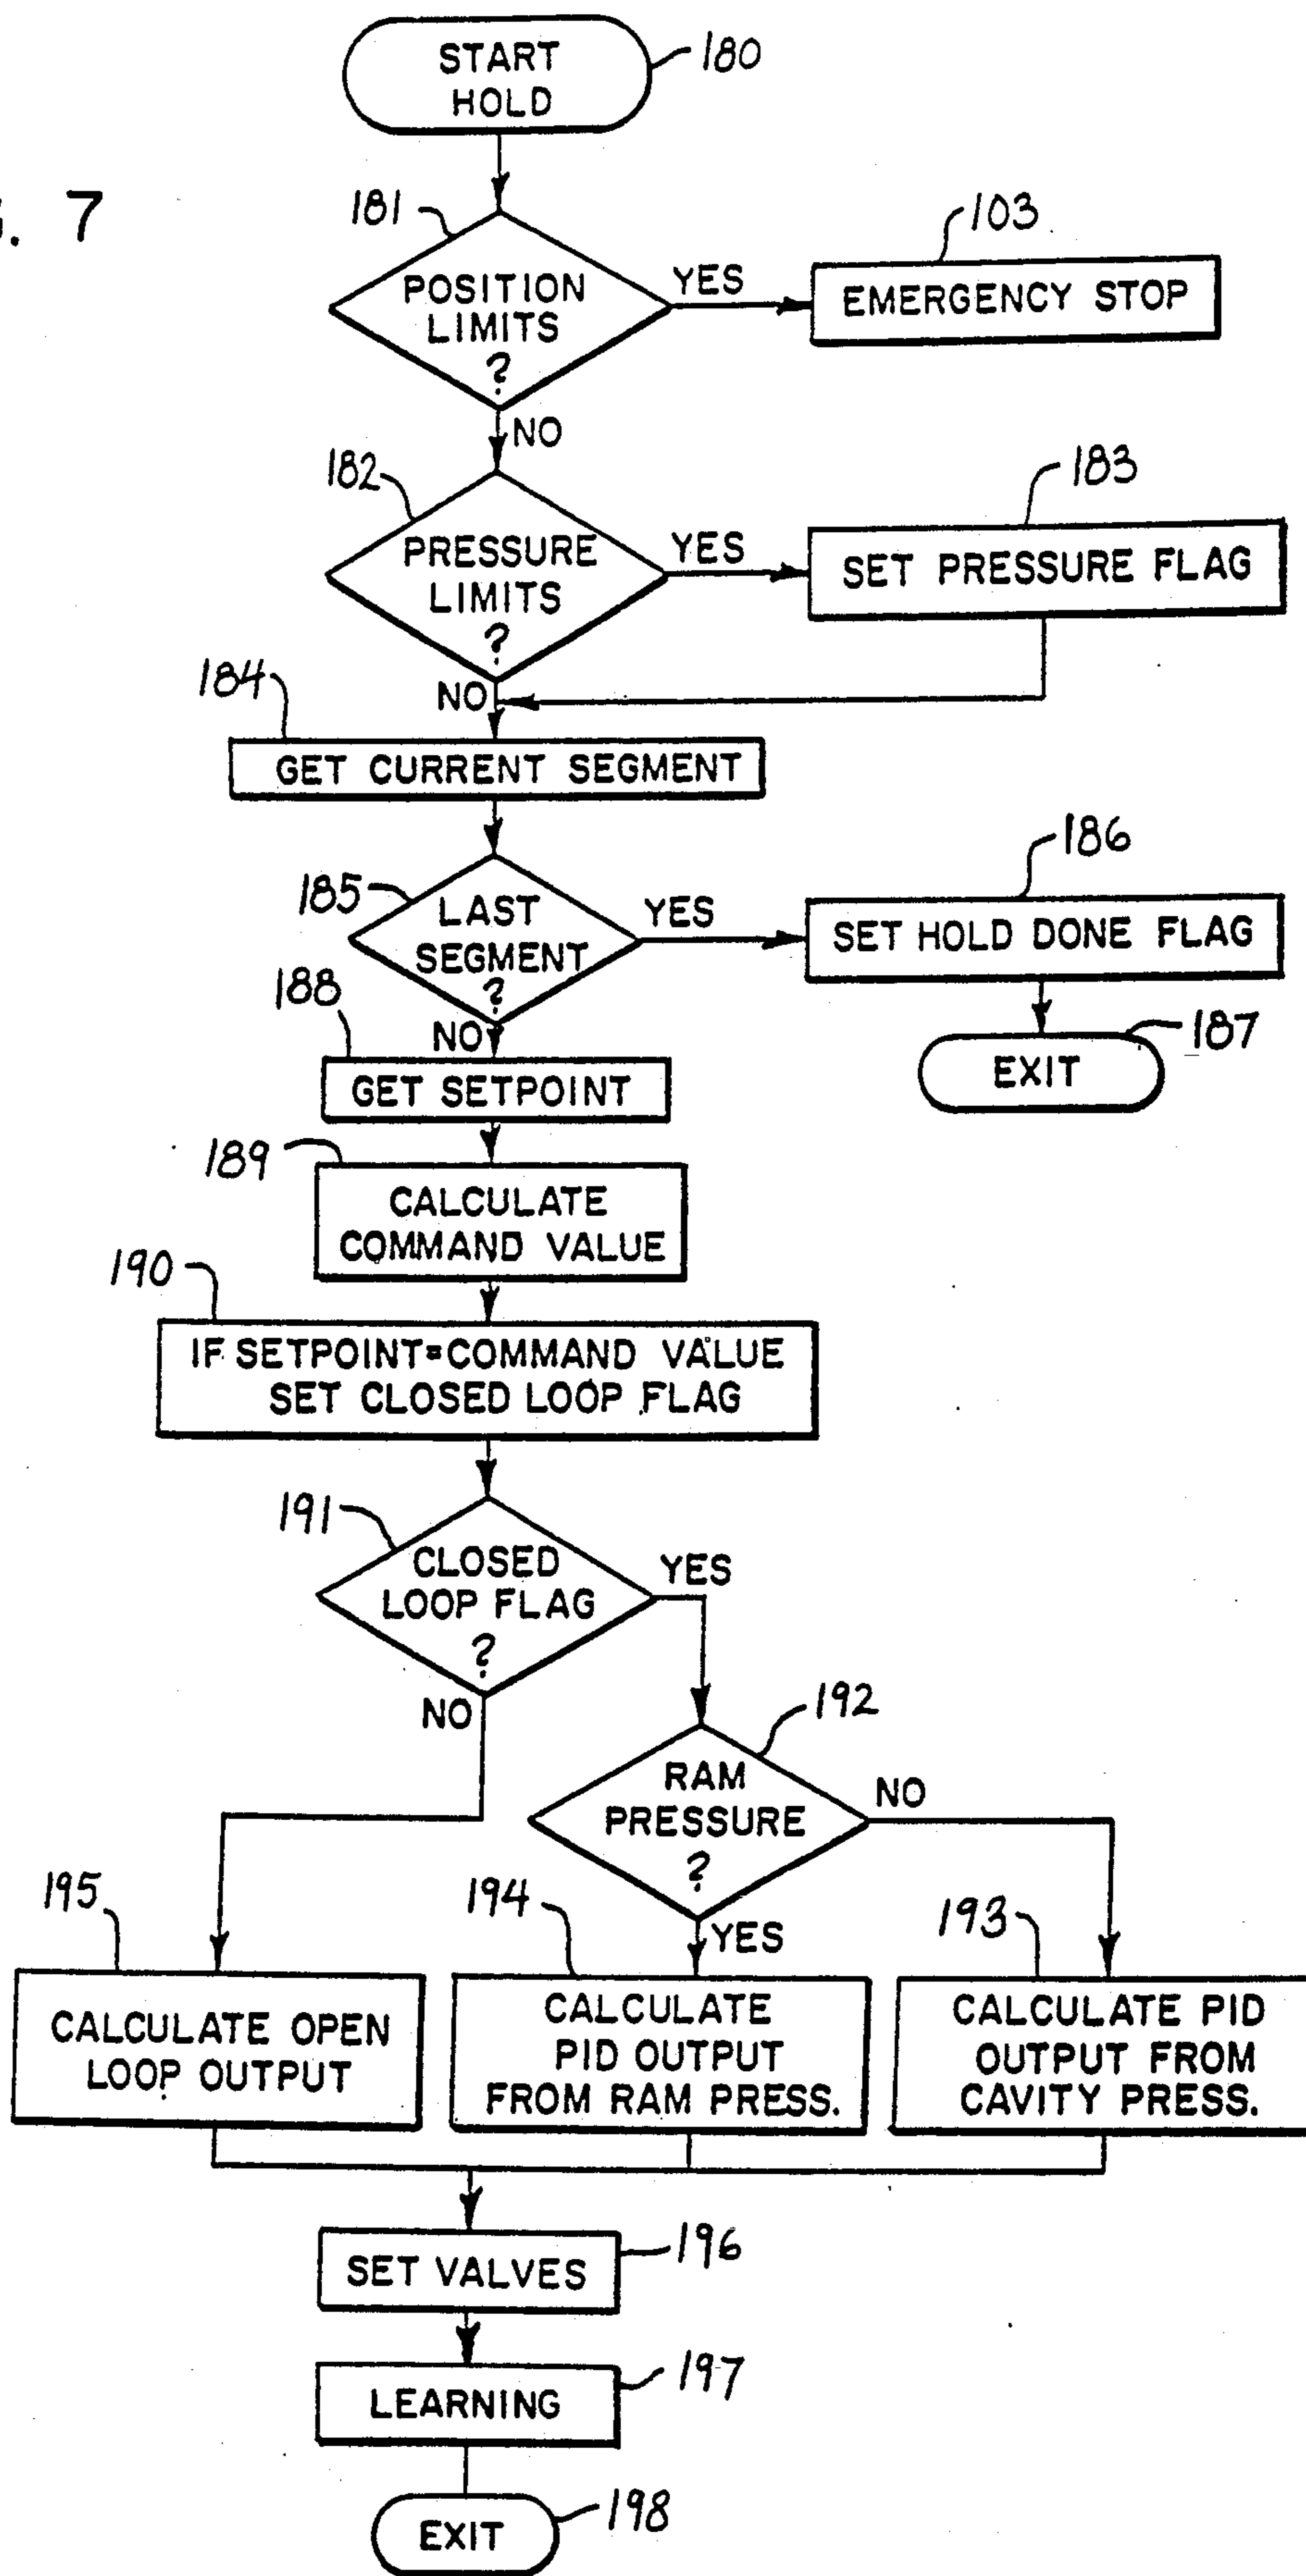 START
HOLD
180
G. 7
181
POSITION
LIMITS
?
YES
103
EMERGENCY STOP
NO
182
PRESSURE
LIMITS
?
YES
183
SET PRESSURE FLAG
NO
184
GET CURRENT SEGMENT
185
LAST
SEGMENT
?
YES
186
SET HOLD DONE FLAG
187
EXIT
NO
188
GET SETPOINT
189
CALCULATE
COMMAND VALUE
190
IF SETPOINT=COMMAND VALUE
SET CLOSED LOOP FLAG
191
CLOSED
LOOP FLAG
?
YES
NO
192
RAM
PRESSURE
?
NO
YES
195
CALCULATE OPEN
LOOP OUTPUT
194
CALCULATE
PID OUTPUT
FROM RAM PRESS.
193
CALCULATE PID
OUTPUT FROM
CAVITY PRESS.
SET VALVES
196
LEARNING
197
EXIT
198